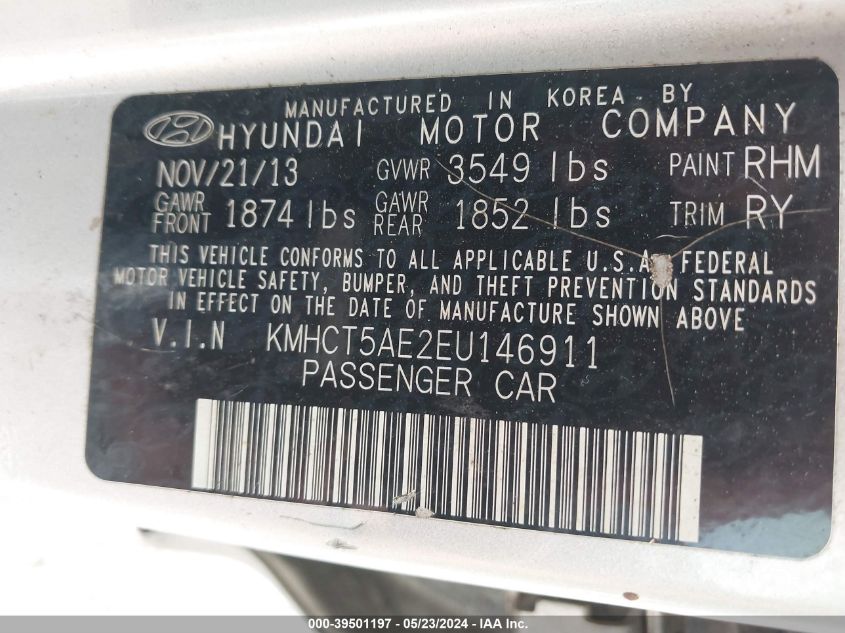 MANUFACTURED IN KOREA BY
HYUNDAI MOTOR COMPANY
NOV/21/13 GVWR 3549 lbs PAINT RHM
GAWR FRONT 1874 lbs GAWR REAR 1852 lbs TRIM RY
THIS VEHICLE CONFORMS TO ALL APPLICABLE U.S.A. FEDERAL
MOTOR VEHICLE SAFETY, BUMPER, AND THEFT PREVENTION STANDARDS
IN EFFECT ON THE DATE OF MANUFACTURE SHOWN ABOVE
V.I.N KMHCT5AE2EU146911
PASSENGER CAR
000-39501197 - 05/23/2024 - IAA Inc.